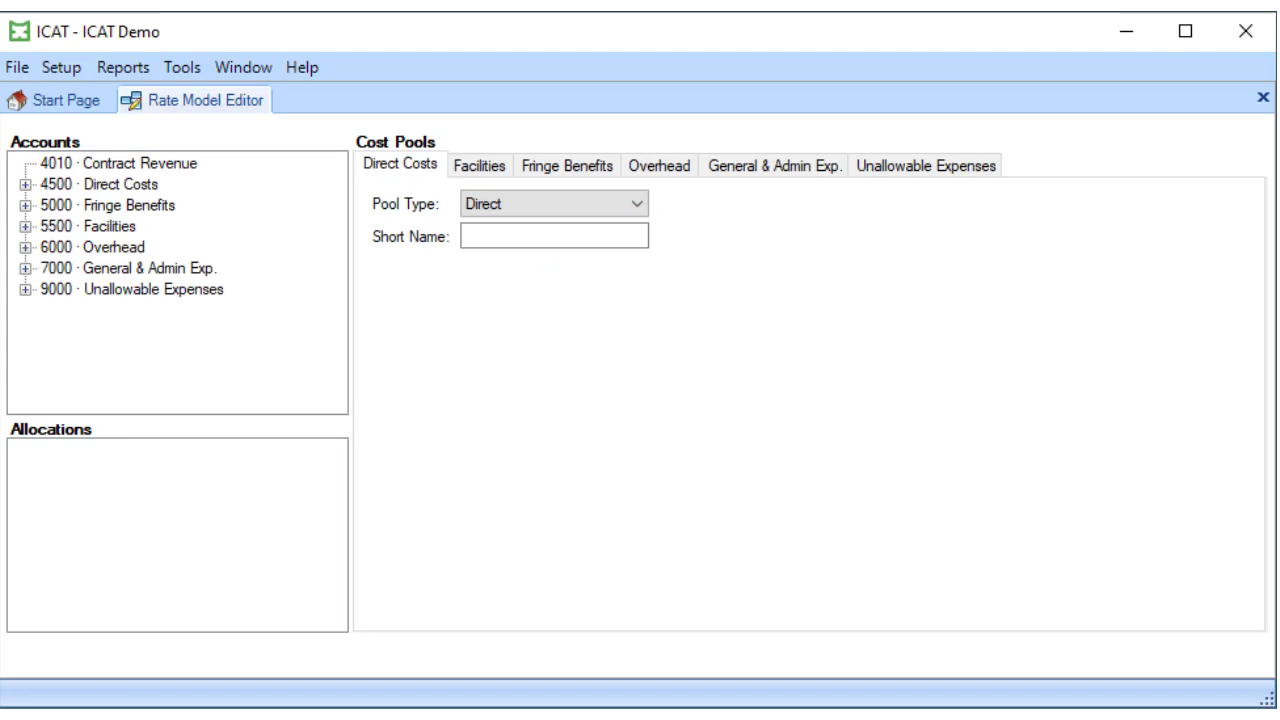 ICAT - ICAT Demo
File Setup Reports Tools Window Help
Start Page Rate Model Editor
Accounts
4010 · Contract Revenue
4500 · Direct Costs
5000 · Fringe Benefits
5500 · Facilities
6000 · Overhead
7000 · General & Admin Exp.
9000 · Unallowable Expenses
Allocations
Cost Pools
Direct Costs Facilities Fringe Benefits Overhead General & Admin Exp. Unallowable Expenses
Pool Type: Direct
Short Name: